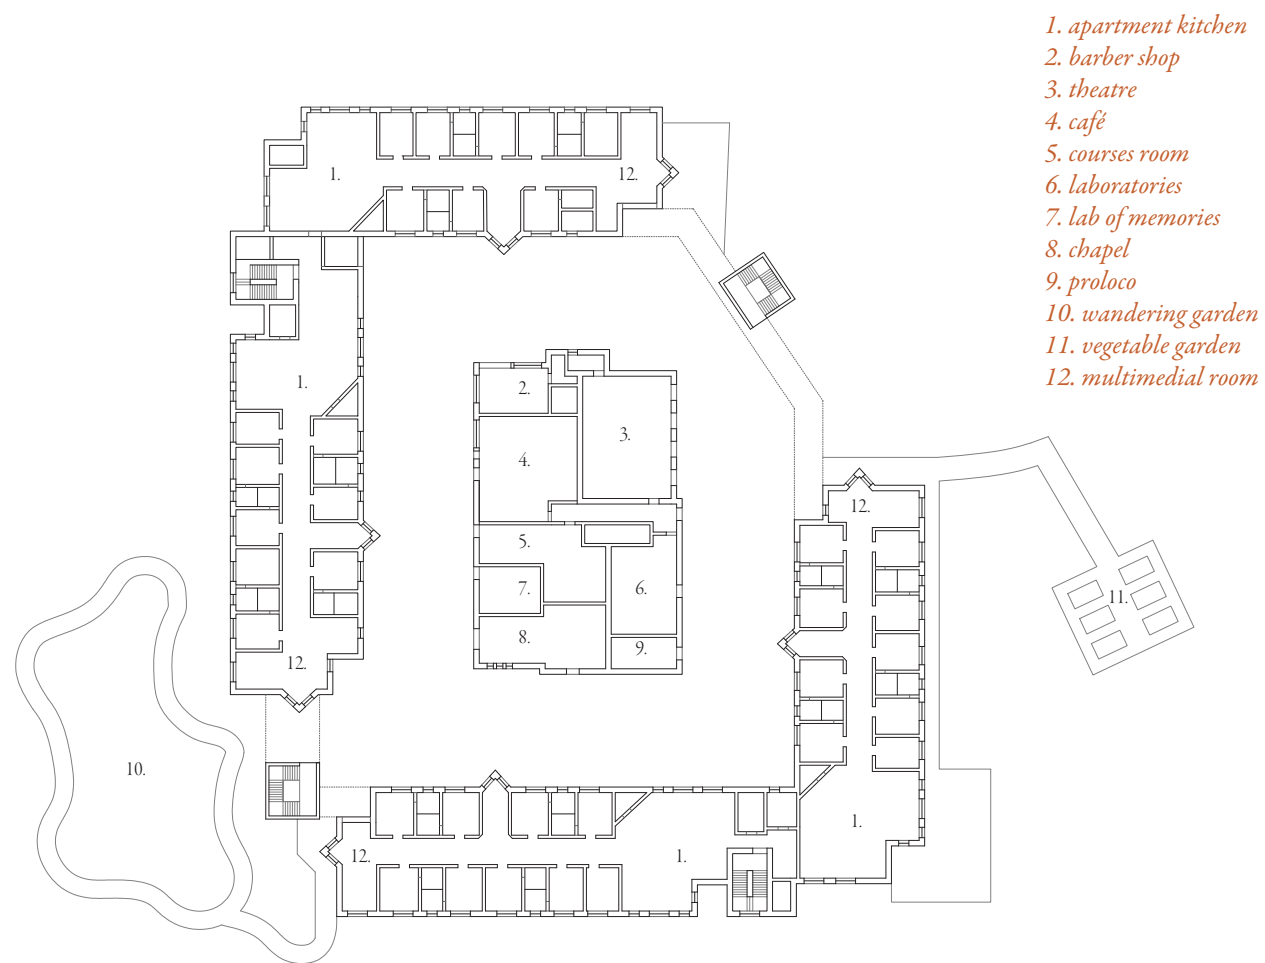 1. apartment kitchen
2. barber shop
3. theatre
4. café
5. courses room
6. laboratories
7. lab of memories
8. chapel
9. proloco
10. wandering garden
11. vegetable garden
12. multimedial room
1.
12.
1.
2.
3.
4.
12.
5.
7.
6.
11.
8.
9.
12.
10.
1.
12.
1.